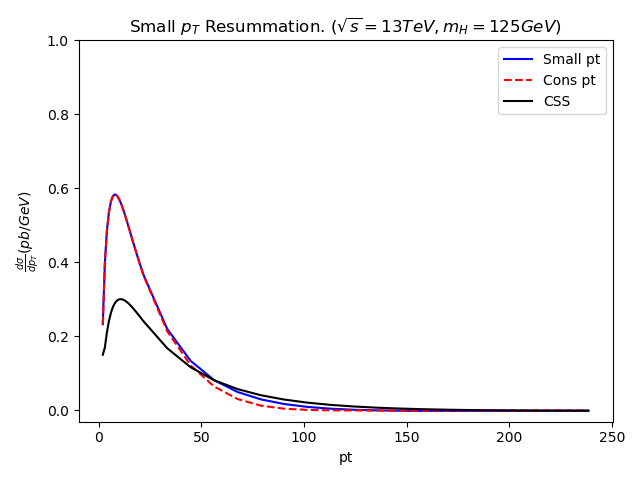 Small $p_T$ Resummation. ($\sqrt{s} = 13TeV, m_H = 125GeV$)
1.0
Small pt
Cons pt
CSS
0.8
0.6
$\frac{d\sigma}{dp_T}(pb/GeV)$
0.4
0.2
0.0
0 50 100 150 200 250
pt